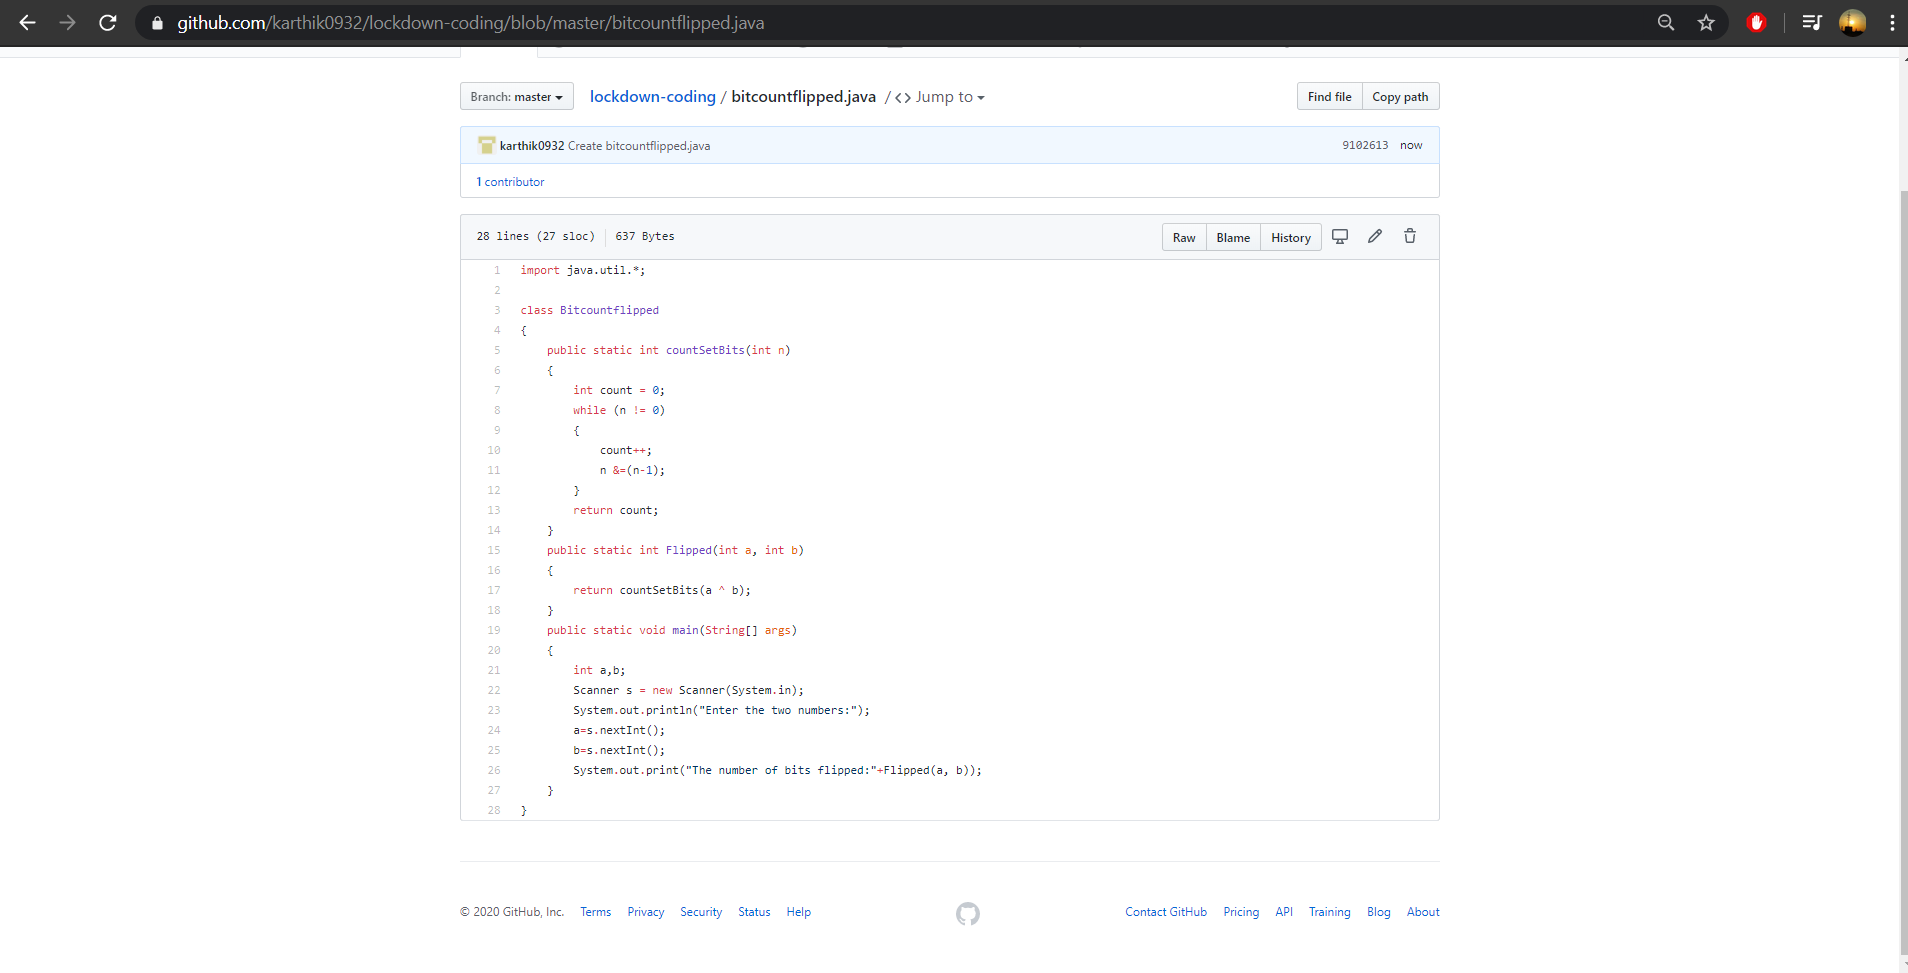 github.com/karthik0932/lockdown-coding/blob/master/bitcountflipped.java
Branch: master lockdown-coding / bitcountflipped.java / <> Jump to Find file Copy path
karthik0932 Create bitcountflipped.java 9102613 now
1 contributor
28 lines (27 sloc) 637 Bytes Raw Blame History
1 import java.util.*;
2
3 class Bitcountflipped
4 {
5 public static int countSetBits(int n)
6 {
7 int count = 0;
8 while (n != 0)
9 {
10 count++;
11 n &=(n-1);
12 }
13 return count;
14 }
15 public static int Flipped(int a, int b)
16 {
17 return countSetBits(a ^ b);
18 }
19 public static void main(String[] args)
20 {
21 int a,b;
22 Scanner s = new Scanner(System.in);
23 System.out.println("Enter the two numbers:");
24 a=s.nextInt();
25 b=s.nextInt();
26 System.out.print("The number of bits flipped:"+Flipped(a, b));
27 }
28 }
© 2020 GitHub, Inc. Terms Privacy Security Status Help Contact GitHub Pricing API Training Blog About